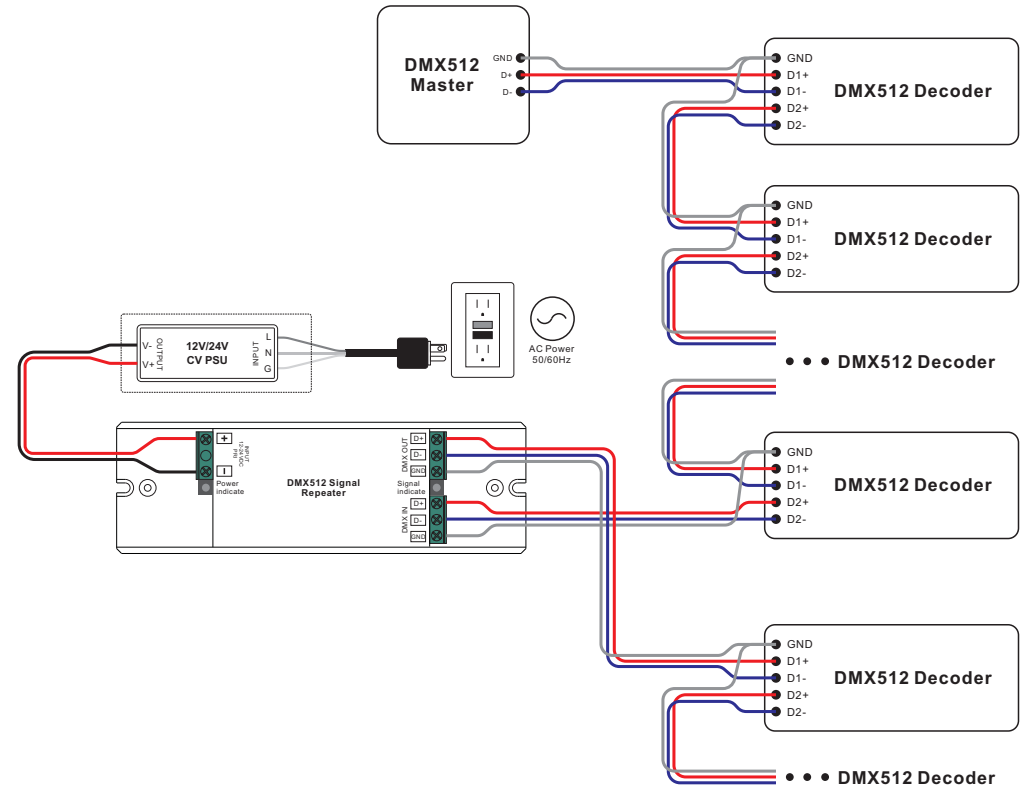 DMX512
Master
GND
D+
D-
GND
D1+
D1-
D2+
D2-
DMX512 Decoder
GND
D1+
D1-
D2+
D2-
DMX512 Decoder
• • • DMX512 Decoder
V-
V+
OUTPUT
12V/24V
CV PSU
INPUT
L
N
G
AC Power
50/60Hz
+
−
INPUT
12-24VDC
Power
indicate
DMX512 Signal
Repeater
DMX OUT
D+
D-
GND
Signal
indicate
DMX IN
D+
D-
GND
GND
D1+
D1-
D2+
D2-
DMX512 Decoder
GND
D1+
D1-
D2+
D2-
DMX512 Decoder
• • • DMX512 Decoder